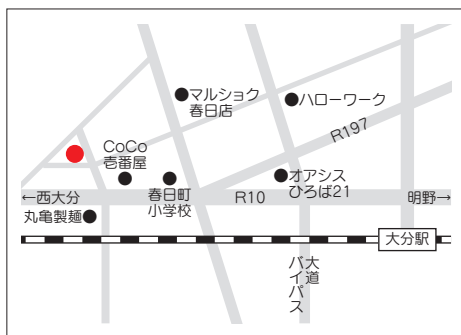 マルショク
春日店
ハローワーク
R197
CoCo
壱番屋
春日町
小学校
オアシス
ひろば21
←西大分
R10
明野→
丸亀製麺
大分駅
大道
バイパス